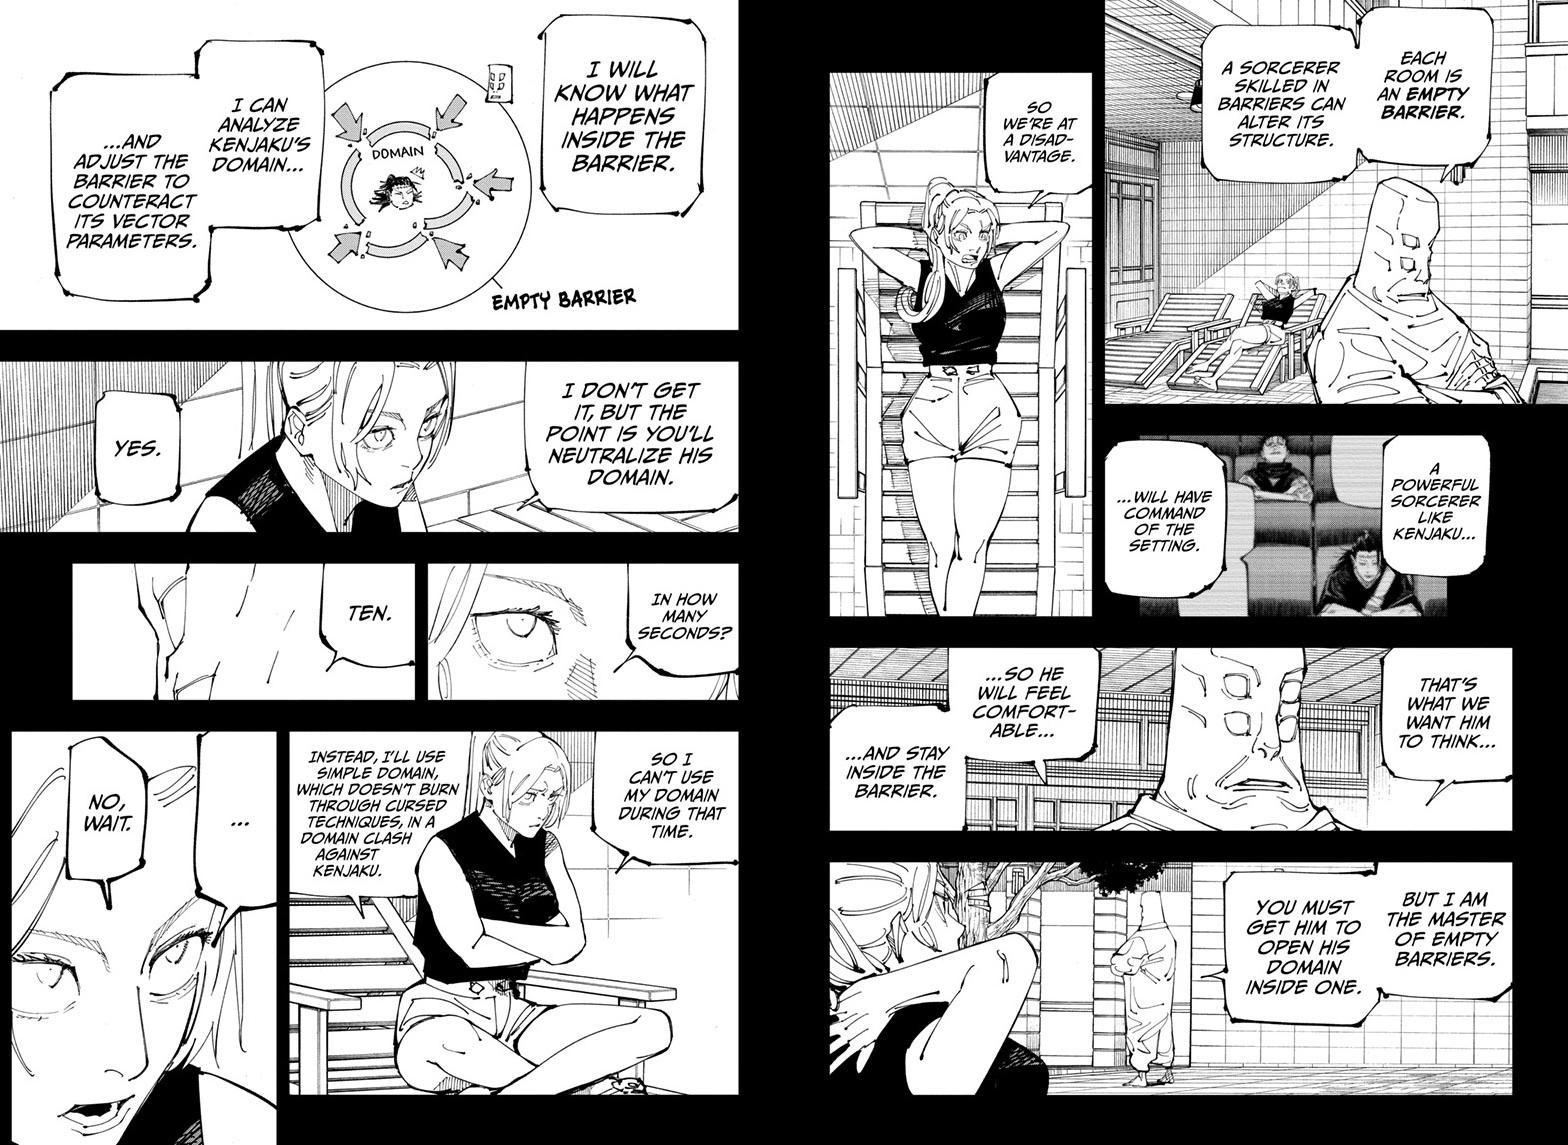 EACH
ROOM IS
AN EMPTY
BARRIER.
A SORCERER
SKILLED IN
BARRIERS CAN
ALTER ITS
STRUCTURE.
SO
WE'RE AT
A DISAD-
VANTAGE.
A
POWERFUL
SORCERER
LIKE
KENJAKU...
...WILL HAVE
COMMAND
OF THE
SETTING.
THAT'S
WHAT WE
WANT HIM
TO THINK...
...SO HE
WILL FEEL
COMFORT-
ABLE...
...AND STAY
INSIDE THE
BARRIER.
BUT I AM
THE MASTER
OF EMPTY
BARRIERS.
YOU MUST
GET HIM TO
OPEN HIS
DOMAIN
INSIDE ONE.
I WILL
KNOW WHAT
HAPPENS
INSIDE THE
BARRIER.
DOMAIN
EMPTY BARRIER
I CAN
ANALYZE
KENJAKU'S
DOMAIN...
...AND
ADJUST THE
BARRIER TO
COUNTERACT
ITS VECTOR
PARAMETERS.
I DON'T GET
IT, BUT THE
POINT IS YOU'LL
NEUTRALIZE HIS
DOMAIN.
YES.
IN HOW
MANY
SECONDS?
TEN.
SO I
CAN'T USE
MY DOMAIN
DURING THAT
TIME.
INSTEAD, I'LL USE
SIMPLE DOMAIN,
WHICH DOESN'T BURN
THROUGH CURSED
TECHNIQUES, IN A
DOMAIN CLASH
AGAINST
KENJAKU.
...
NO,
WAIT.